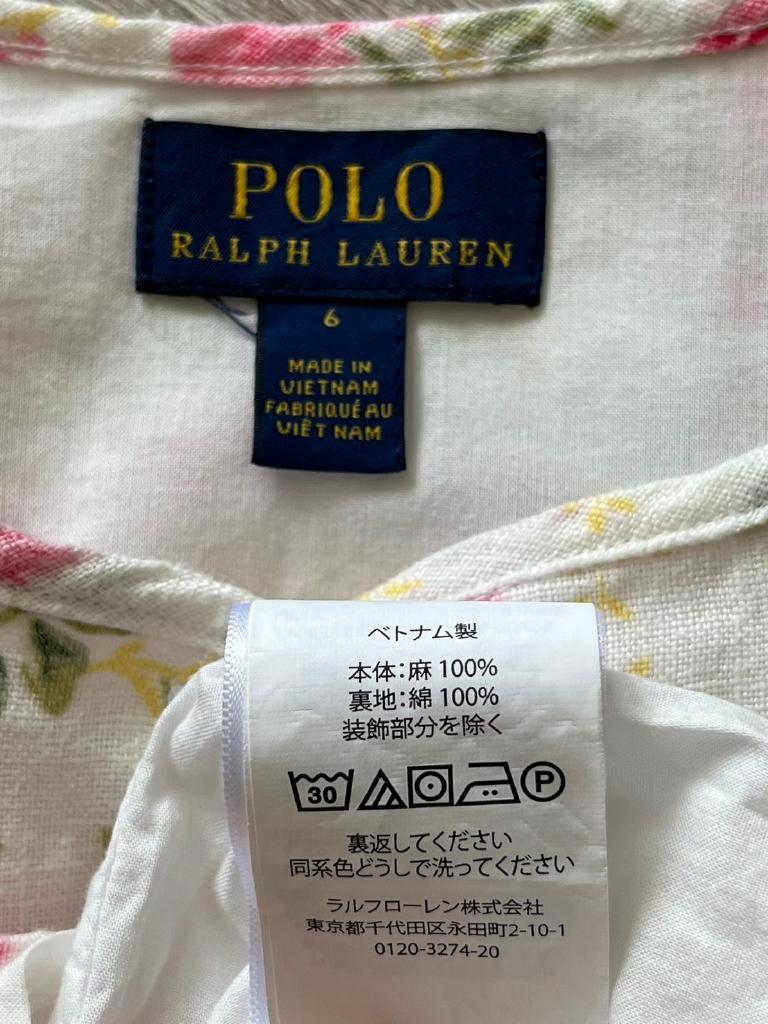 POLO
RALPH LAUREN
6
MADE IN
VIETNAM
FABRIQUÉ AU
VIÊT NAM
ベトナム製
本体:麻 100%
裏地:綿 100%
装飾部分を除く
30 P
裏返してください
同系色どうしで洗ってください
ラルフローレン株式会社
東京都千代田区永田町2-10-1
0120-3274-20